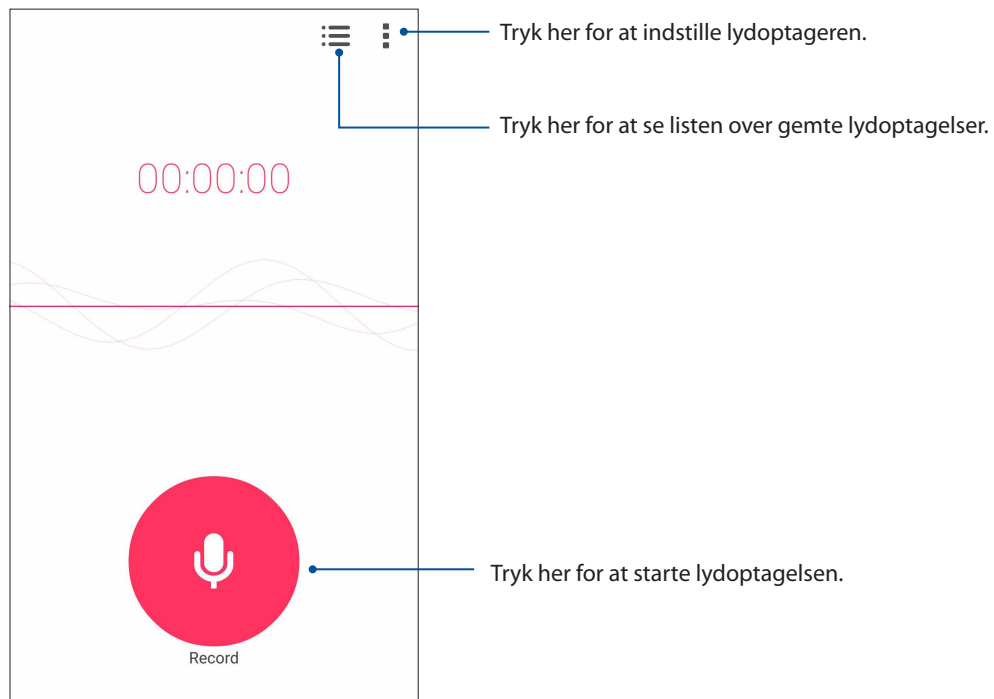 Tryk her for at indstille lydoptageren.
Tryk her for at se listen over gemte lydoptagelser.
00:00:00
Tryk her for at starte lydoptagelsen.
Record